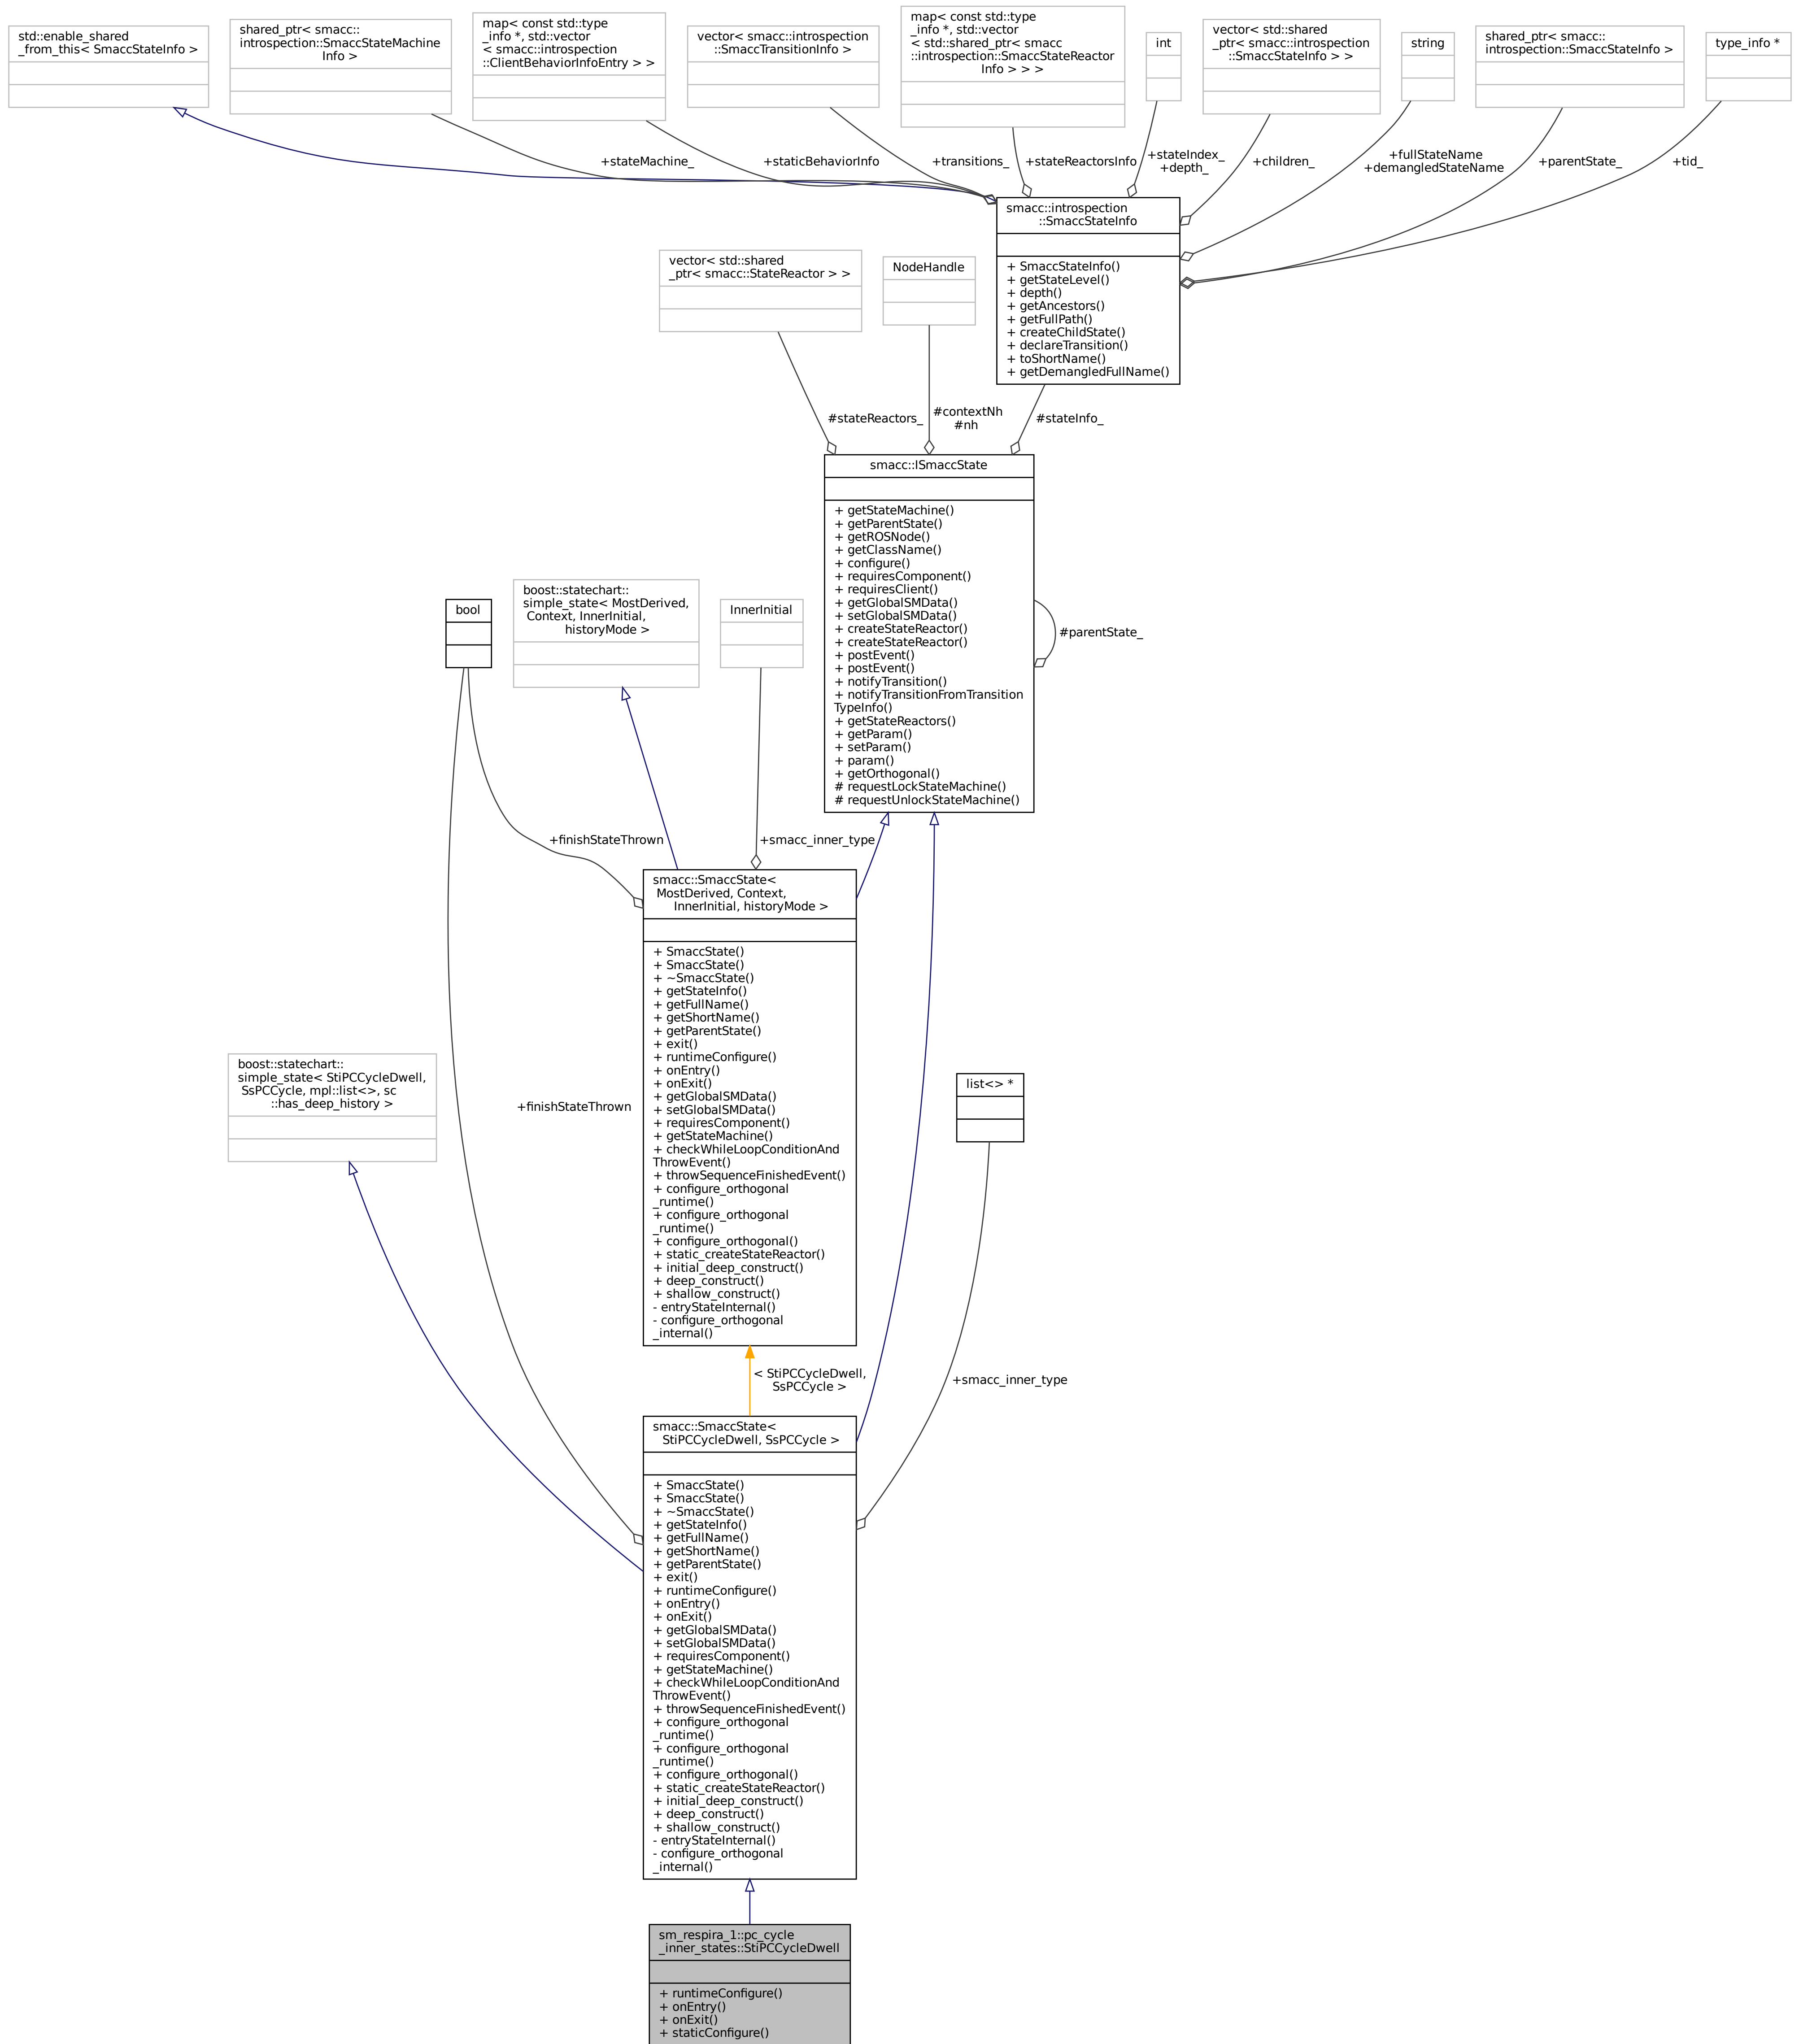 std::enable_shared
_from_this< SmaccStateInfo >
shared_ptr< smacc::
introspection::SmaccStateMachine
Info >
map< const std::type
_info *, std::vector
< smacc::introspection
::ClientBehaviorInfoEntry > >
vector< smacc::introspection
::SmaccTransitionInfo >
map< const std::type
_info *, std::vector
< std::shared_ptr< smacc
::introspection::SmaccStateReactor
Info > > >
int
vector< std::shared
_ptr< smacc::introspection
::SmaccStateInfo > >
string
shared_ptr< smacc::
introspection::SmaccStateInfo >
type_info *
+stateMachine_
+staticBehaviorInfo
+transitions_
+stateReactorsInfo
+stateIndex_
+depth_
+children_
+fullStateName
+demangledStateName
+parentState_
+tid_
smacc::introspection
::SmaccStateInfo
+ SmaccStateInfo()
+ getStateLevel()
+ depth()
+ getAncestors()
+ getFullPath()
+ createChildState()
+ declareTransition()
+ toShortName()
+ getDemangledFullName()
vector< std::shared
_ptr< smacc::StateReactor > >
NodeHandle
#stateReactors_
#contextNh
#nh
#stateInfo_
smacc::ISmaccState
+ getStateMachine()
+ getParentState()
+ getROSNode()
+ getClassName()
+ configure()
+ requiresComponent()
+ requiresClient()
+ getGlobalSMData()
+ setGlobalSMData()
+ createStateReactor()
+ createStateReactor()
+ postEvent()
+ postEvent()
+ notifyTransition()
+ notifyTransitionFromTransition
TypeInfo()
+ getStateReactors()
+ getParam()
+ setParam()
+ param()
+ getOrthogonal()
# requestLockStateMachine()
# requestUnlockStateMachine()
#parentState_
bool
boost::statechart::
simple_state< MostDerived,
Context, InnerInitial,
historyMode >
InnerInitial
+finishStateThrown
+smacc_inner_type
smacc::SmaccState<
MostDerived, Context,
InnerInitial, historyMode >
+ SmaccState()
+ SmaccState()
+ ~SmaccState()
+ getStateInfo()
+ getFullName()
+ getShortName()
+ getParentState()
+ exit()
+ runtimeConfigure()
+ onEntry()
+ onExit()
+ getGlobalSMData()
+ setGlobalSMData()
+ requiresComponent()
+ getStateMachine()
+ checkWhileLoopConditionAnd
ThrowEvent()
+ throwSequenceFinishedEvent()
+ configure_orthogonal
_runtime()
+ configure_orthogonal
_runtime()
+ configure_orthogonal()
+ static_createStateReactor()
+ initial_deep_construct()
+ deep_construct()
+ shallow_construct()
- entryStateInternal()
- configure_orthogonal
_internal()
boost::statechart::
simple_state< StiPCCycleDwell,
SsPCCycle, mpl::list<>, sc
::has_deep_history >
+finishStateThrown
list<> *
< StiPCCycleDwell,
SsPCCycle >
+smacc_inner_type
smacc::SmaccState<
StiPCCycleDwell, SsPCCycle >
+ SmaccState()
+ SmaccState()
+ ~SmaccState()
+ getStateInfo()
+ getFullName()
+ getShortName()
+ getParentState()
+ exit()
+ runtimeConfigure()
+ onEntry()
+ onExit()
+ getGlobalSMData()
+ setGlobalSMData()
+ requiresComponent()
+ getStateMachine()
+ checkWhileLoopConditionAnd
ThrowEvent()
+ throwSequenceFinishedEvent()
+ configure_orthogonal
_runtime()
+ configure_orthogonal
_runtime()
+ configure_orthogonal()
+ static_createStateReactor()
+ initial_deep_construct()
+ deep_construct()
+ shallow_construct()
- entryStateInternal()
- configure_orthogonal
_internal()
sm_respira_1::pc_cycle
_inner_states::StiPCCycleDwell
+ runtimeConfigure()
+ onEntry()
+ onExit()
+ staticConfigure()